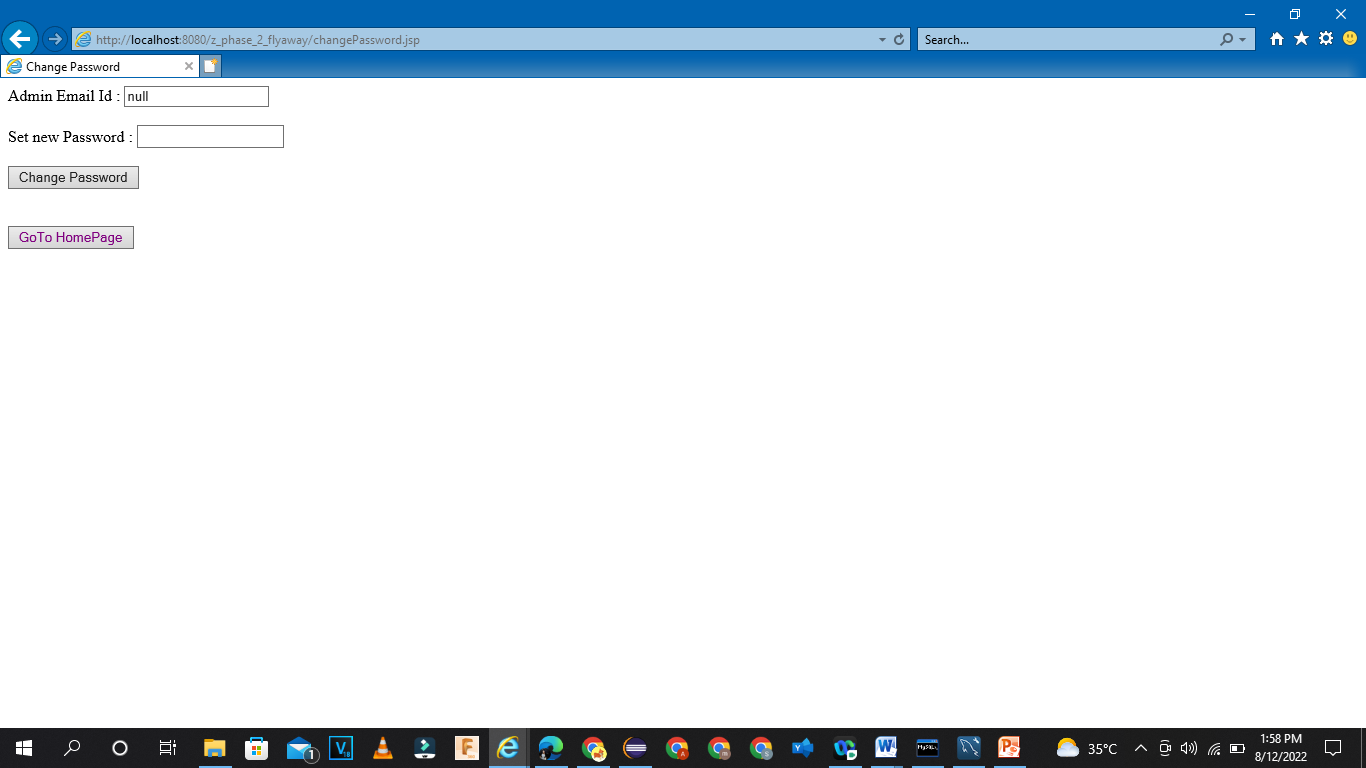 http://localhost:8080/z_phase_2_flyaway/changePassword.jsp
Search...
Change Password
Admin Email Id : null
Set new Password :
Change Password
GoTo HomePage
1
35°C
1:58 PM
8/12/2022